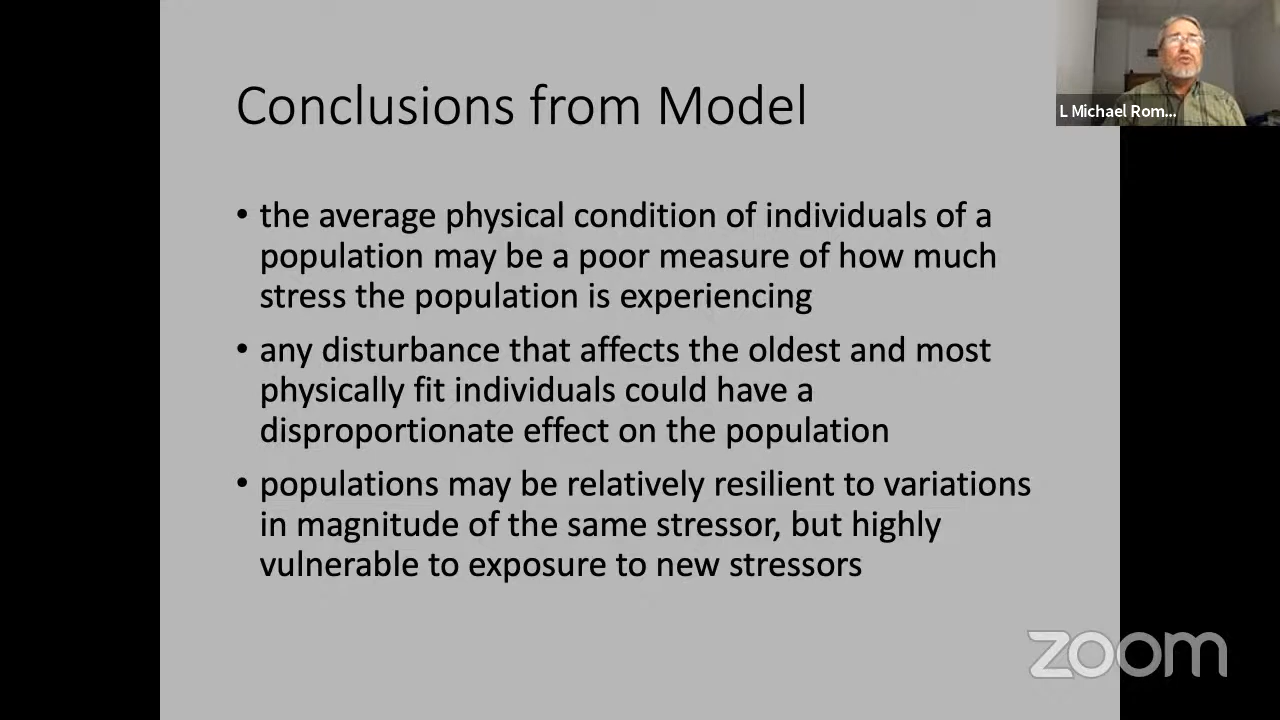 Conclusions from Model
L Michael Rom...
• the average physical condition of individuals of a
population may be a poor measure of how much
stress the population is experiencing
• any disturbance that affects the oldest and most
physically fit individuals could have a
disproportionate effect on the population
• populations may be relatively resilient to variations
in magnitude of the same stressor, but highly
vulnerable to exposure to new stressors
zoom